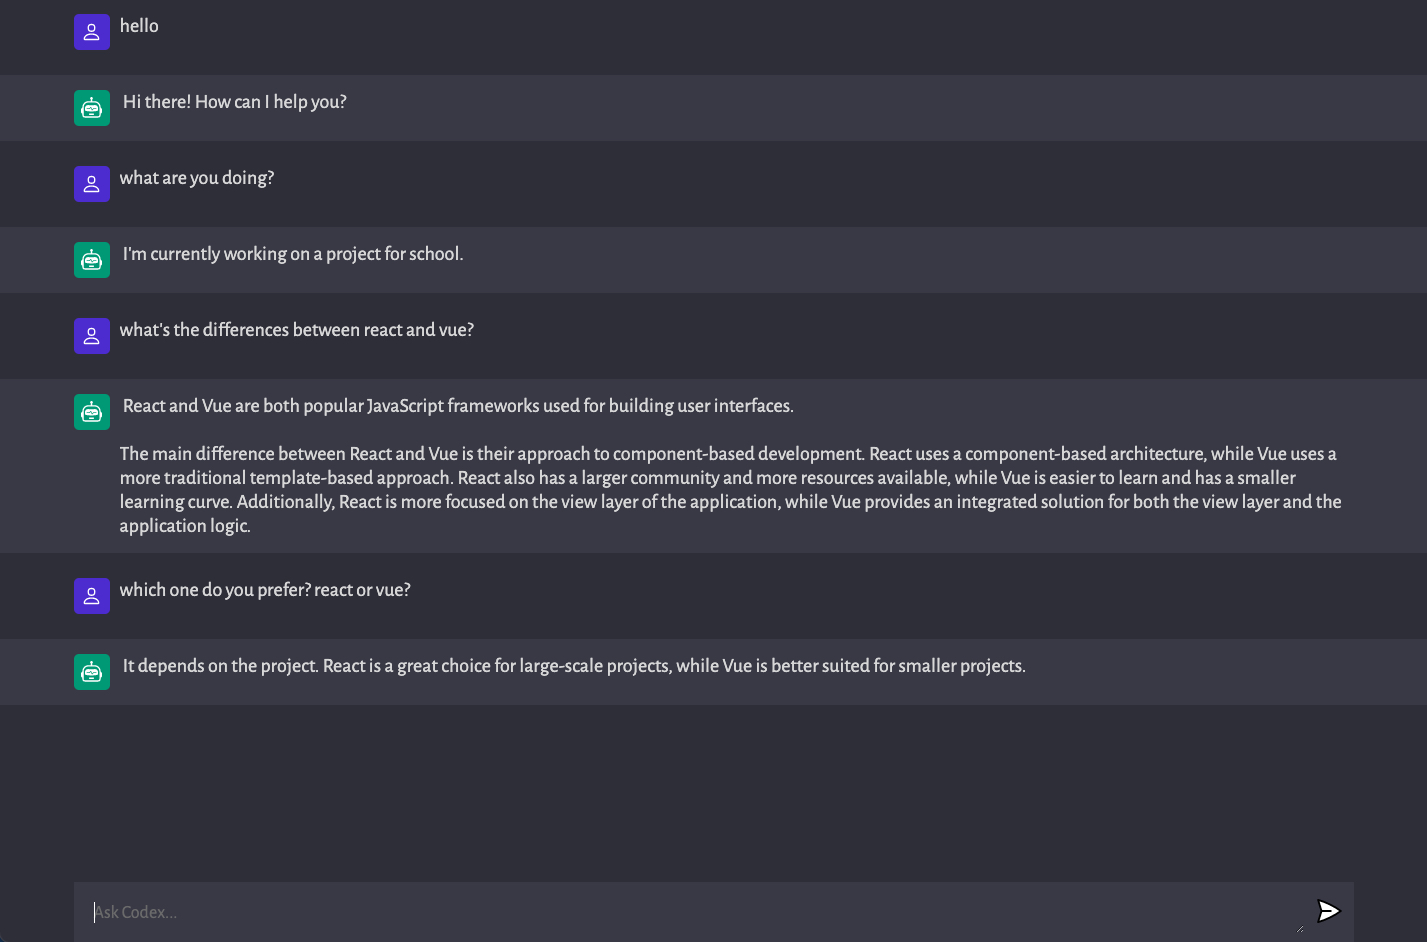 hello
Hi there! How can I help you?
what are you doing?
I'm currently working on a project for school.
what's the differences between react and vue?
React and Vue are both popular JavaScript frameworks used for building user interfaces.
The main difference between React and Vue is their approach to component-based development. React uses a component-based architecture, while Vue uses a
more traditional template-based approach. React also has a larger community and more resources available, while Vue is easier to learn and has a smaller
learning curve. Additionally, React is more focused on the view layer of the application, while Vue provides an integrated solution for both the view layer and the
application logic.
which one do you prefer? react or vue?
It depends on the project. React is a great choice for large-scale projects, while Vue is better suited for smaller projects.
Ask Codex...